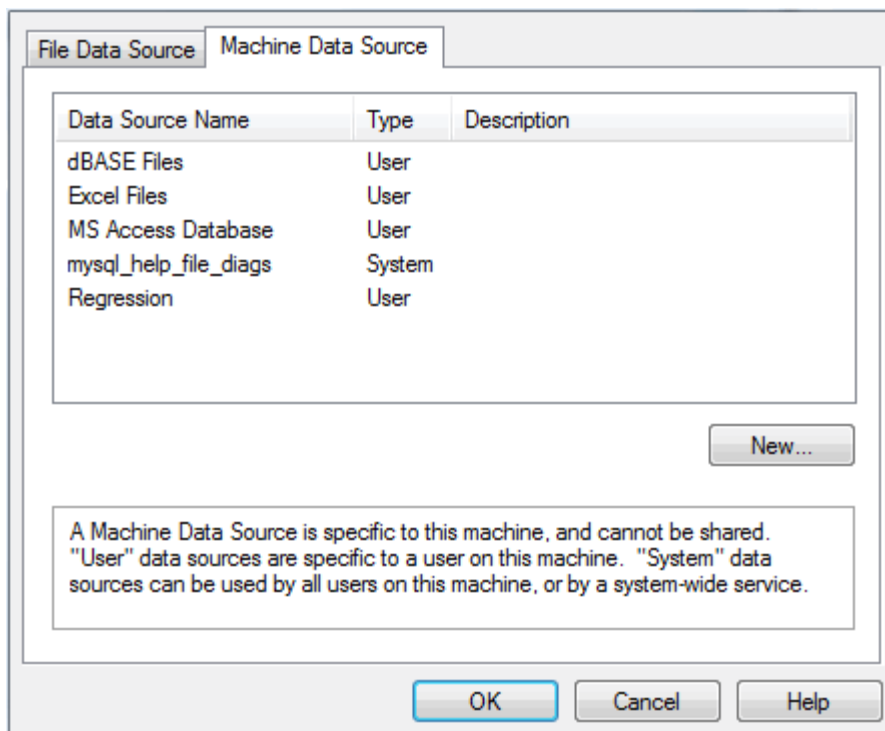 File Data Source Machine Data Source
Data Source Name Type Description
dBASE Files User
Excel Files User
MS Access Database User
mysql_help_file_diags System
Regression User
New...
A Machine Data Source is specific to this machine, and cannot be shared.
"User" data sources are specific to a user on this machine. "System" data
sources can be used by all users on this machine, or by a system-wide service.
OK Cancel Help